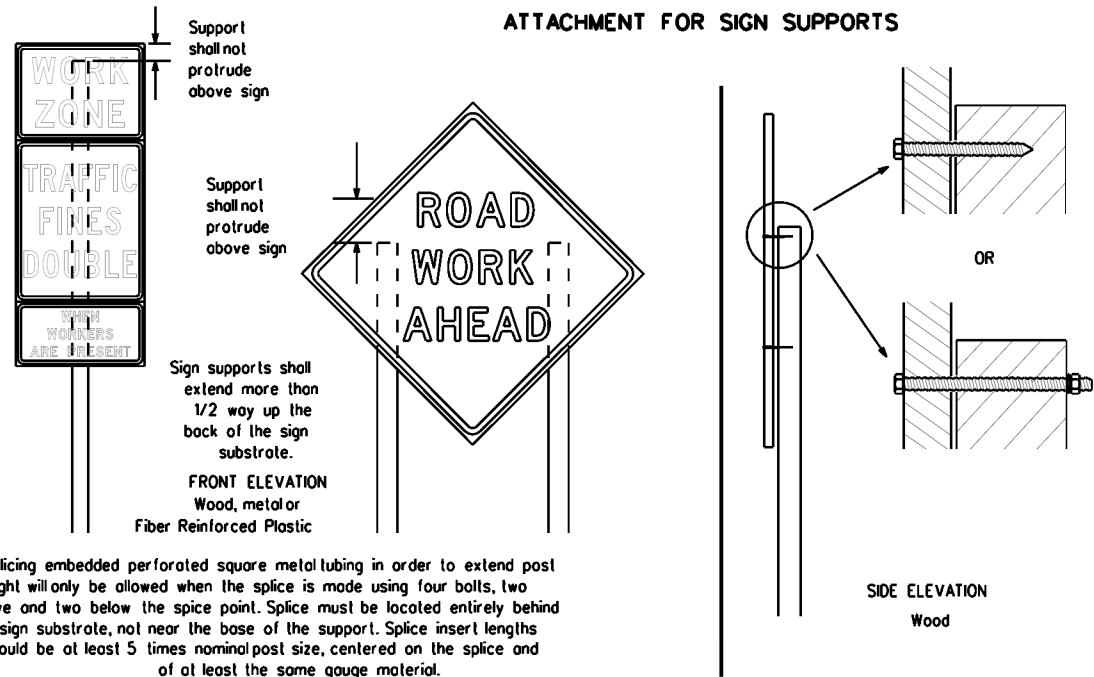 ATTACHMENT FOR SIGN SUPPORTS
Support
shall not
protrude
above sign
WORK
ZONE
TRAFFIC
FINES
DOUBLE
WHEN
WORKERS
ARE PRESENT
Support
shall not
protrude
above sign
ROAD
WORK
AHEAD
Sign supports shall
extend more than
1/2 way up the
back of the sign
substrate.
FRONT ELEVATION
Wood, metal or
Fiber Reinforced Plastic
OR
SIDE ELEVATION
Wood
licing embedded perforated square metal tubing in order to extend post
ght will only be allowed when the splice is made using four bolts, two
ve and two below the spice point. Splice must be located entirely behind
sign substrate, not near the base of the support. Splice insert lengths
ould be at least 5 times nominal post size, centered on the splice and
of at least the same gauge material.